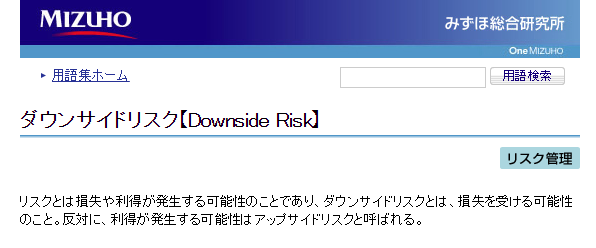 MIZUHO
みずほ総合研究所
One MIZUHO
用語集ホーム
用語検索
ダウンサイドリスク【Downside Risk】
リスク管理
リスクとは損失や利得が発生する可能性のことであり、ダウンサイドリスクとは、損失を受ける可能性
のこと。反対に、利得が発生する可能性はアップサイドリスクと呼ばれる。